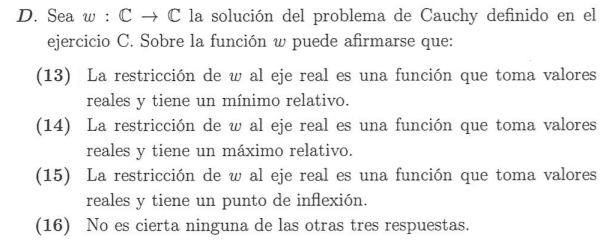 D. Sea w : ℂ → ℂ la solución del problema de Cauchy definido en el
ejercicio C. Sobre la función w puede afirmarse que:
(13) La restricción de w al eje real es una función que toma valores
reales y tiene un mínimo relativo.
(14) La restricción de w al eje real es una función que toma valores
reales y tiene un máximo relativo.
(15) La restricción de w al eje real es una función que toma valores
reales y tiene un punto de inflexión.
(16) No es cierta ninguna de las otras tres respuestas.